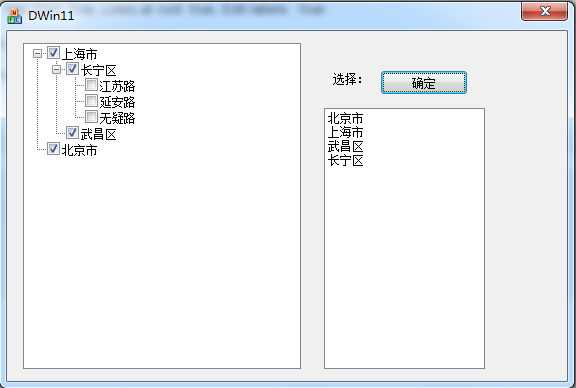 DWin11
上海市
长宁区
江苏路
延安路
无疑路
武昌区
北京市
选择：
确定
北京市
上海市
武昌区
长宁区